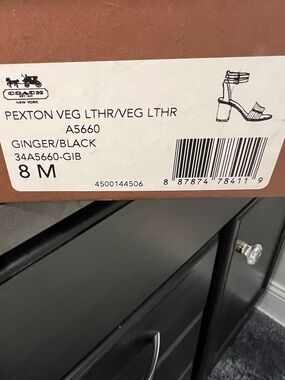 COACH
NEW YORK
PEXTON VEG LTHR/VEG LTHR
A5660
GINGER/BLACK
34A5660-GIB
8 M
4500144506
8 87874 78411 9